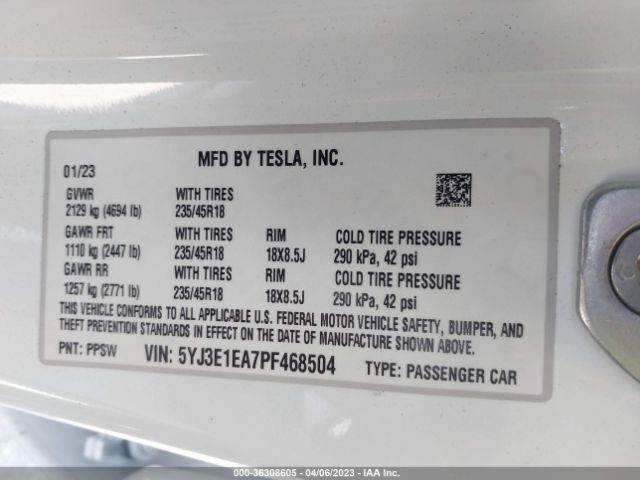 MFD BY TESLA, INC.
01/23
GVWR WITH TIRES
2129 kg (4694 lb) 235/45R18
GAWR FRT WITH TIRES RIM COLD TIRE PRESSURE
1110 kg (2447 lb) 235/45R18 18X8.5J 290 kPa, 42 psi
GAWR RR WITH TIRES RIM COLD TIRE PRESSURE
1257 kg (2771 lb) 235/45R18 18X8.5J 290 kPa, 42 psi
THIS VEHICLE CONFORMS TO ALL APPLICABLE U.S. FEDERAL MOTOR VEHICLE SAFETY, BUMPER, AND
THEFT PREVENTION STANDARDS IN EFFECT ON THE DATE OF MANUFACTURE SHOWN ABOVE.
PNT: PPSW VIN: 5YJ3E1EA7PF468504 TYPE: PASSENGER CAR
000-36308605 - 04/06/2023 - IAA Inc.